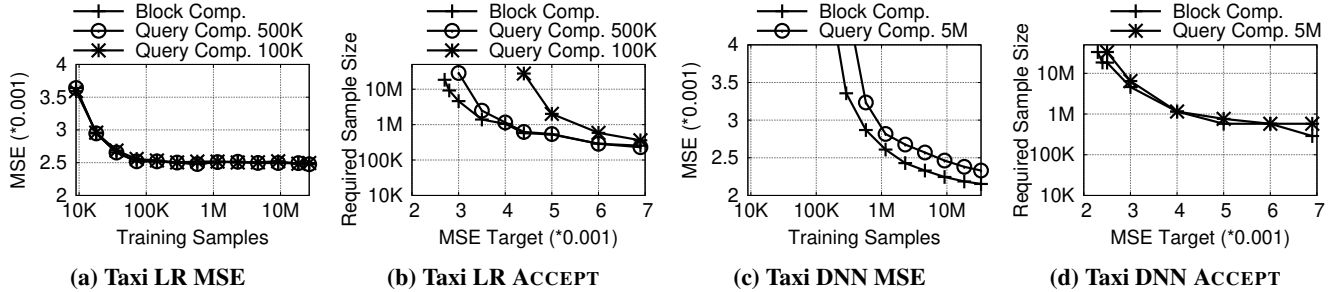 Block Comp.
Query Comp. 500K
Query Comp. 100K
MSE (*0.001)
4
3.5
3
2.5
2
10K 100K 1M 10M
Training Samples
(a) Taxi LR MSE
Block Comp.
Query Comp. 500K
Query Comp. 100K
Required Sample Size
10M
1M
100K
10K
2 3 4 5 6 7
MSE Target (*0.001)
(b) Taxi LR ACCEPT
Block Comp.
Query Comp. 5M
MSE (*0.001)
4
3.5
3
2.5
2
10K 100K 1M 10M
Training Samples
(c) Taxi DNN MSE
Block Comp.
Query Comp. 5M
Required Sample Size
10M
1M
100K
10K
2 3 4 5 6 7
MSE Target (*0.001)
(d) Taxi DNN ACCEPT